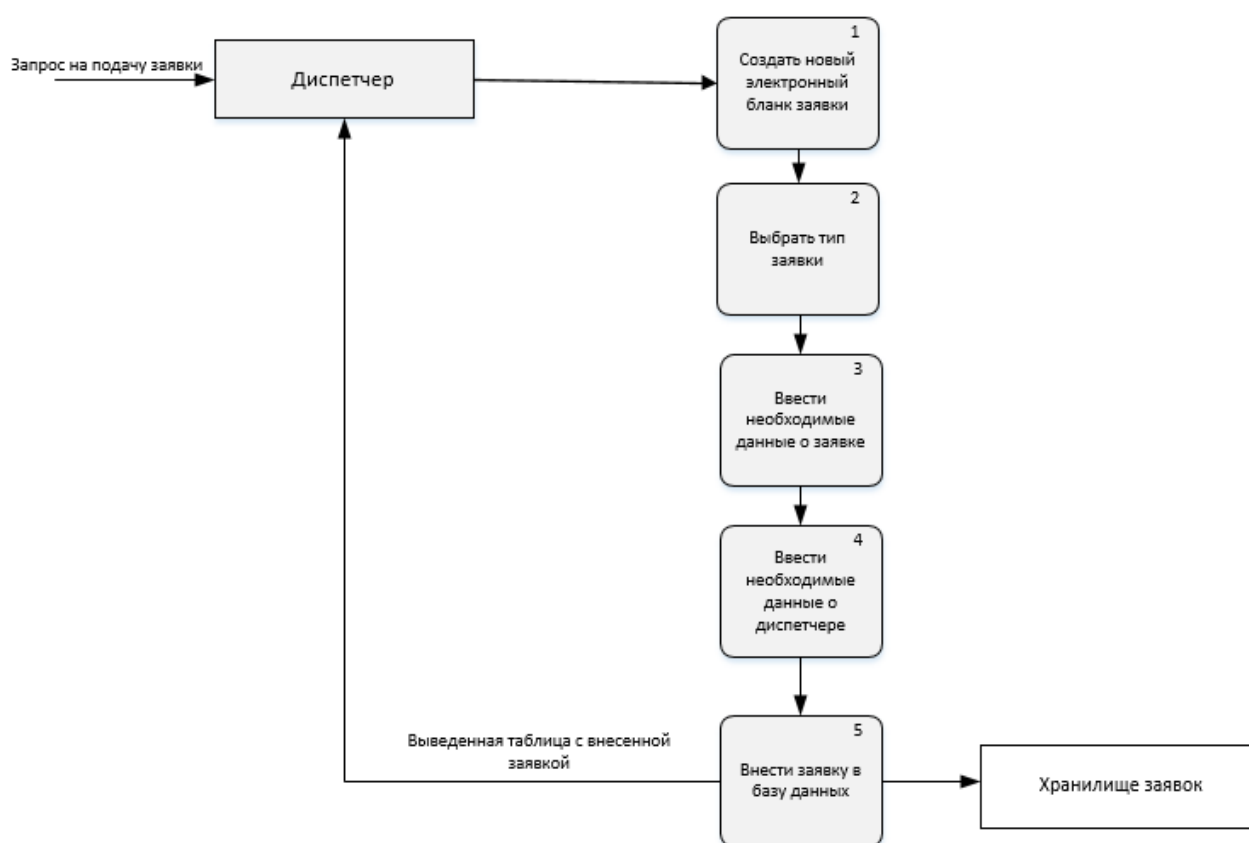 1
Создать новый
электронный
бланк заявки
Запрос на подачу заявки
Диспетчер
2
Выбрать тип
заявки
3
Ввести
необходимые
данные о заявке
4
Ввести
необходимые
данные о
диспетчере
5
Внести заявку в
базу данных
Выведенная таблица с внесенной
заявкой
Хранилище заявок